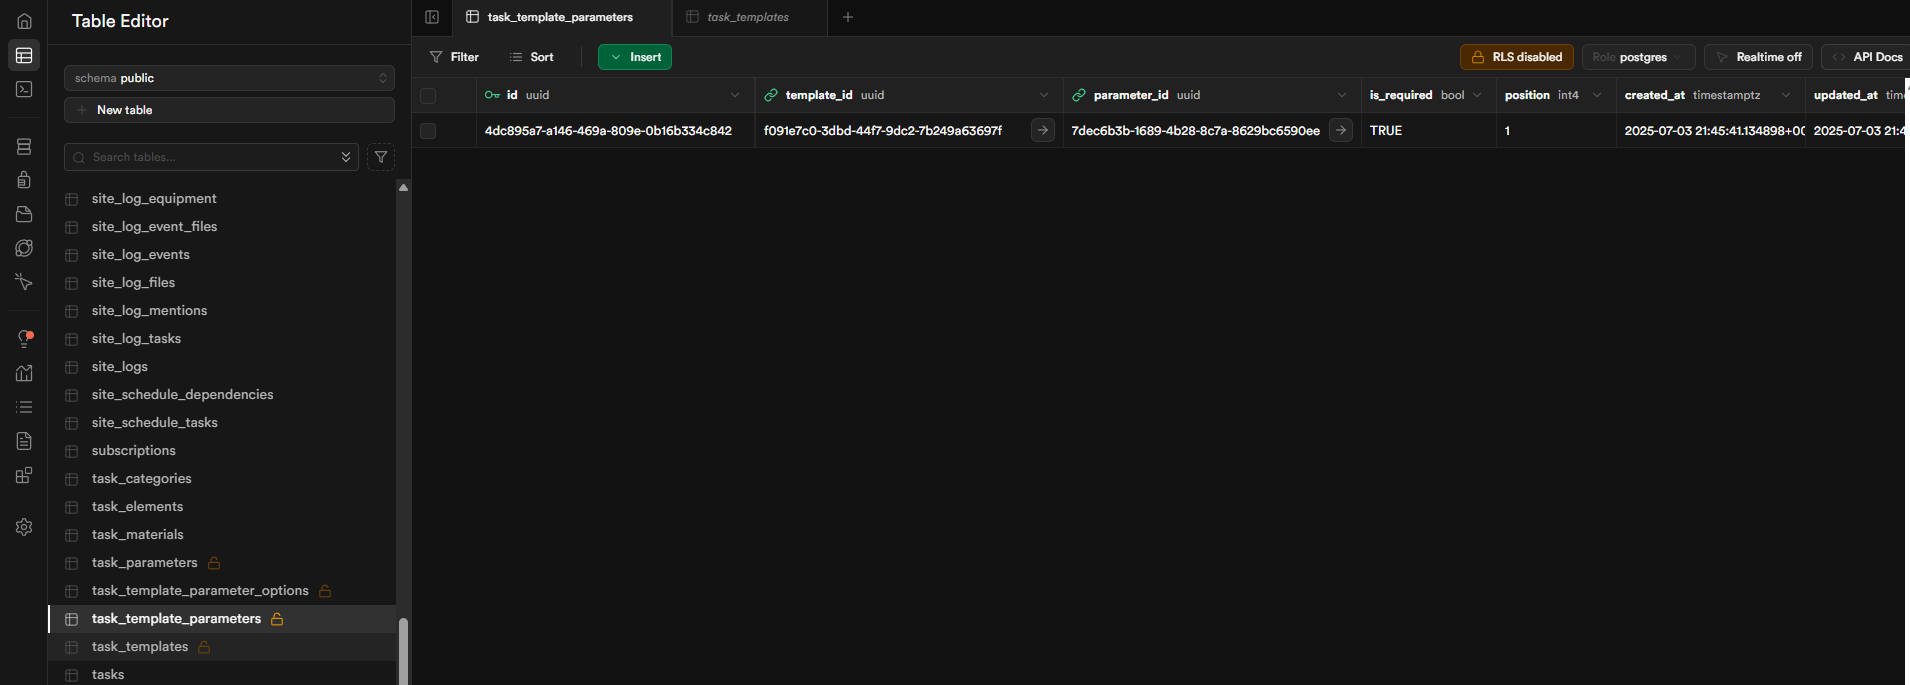 Table Editor
schema public
New table
Search tables...
site_log_equipment
site_log_event_files
site_log_events
site_log_files
site_log_mentions
site_log_tasks
site_logs
site_schedule_dependencies
site_schedule_tasks
subscriptions
task_categories
task_elements
task_materials
task_parameters
task_template_parameter_options
task_template_parameters
task_templates
tasks
task_template_parameters task_templates
Filter Sort Insert RLS disabled Role postgres Realtime off API Docs
id uuid template_id uuid parameter_id uuid is_required bool position int4 created_at timestamptz updated_at time
4dc895a7-a146-469a-809e-0b16b334c842 f091e7c0-3dbd-44f7-9dc2-7b249a63697f 7dec6b3b-1689-4b28-8c7a-8629bc6590ee TRUE 1 2025-07-03 21:45:41.134898+00 2025-07-03 21:4